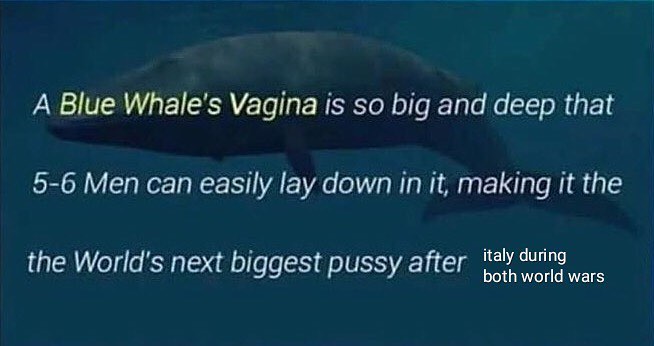 A Blue Whale's Vagina is so big and deep that
5-6 Men can easily lay down in it, making it the
the World's next biggest pussy after italy during
both world wars